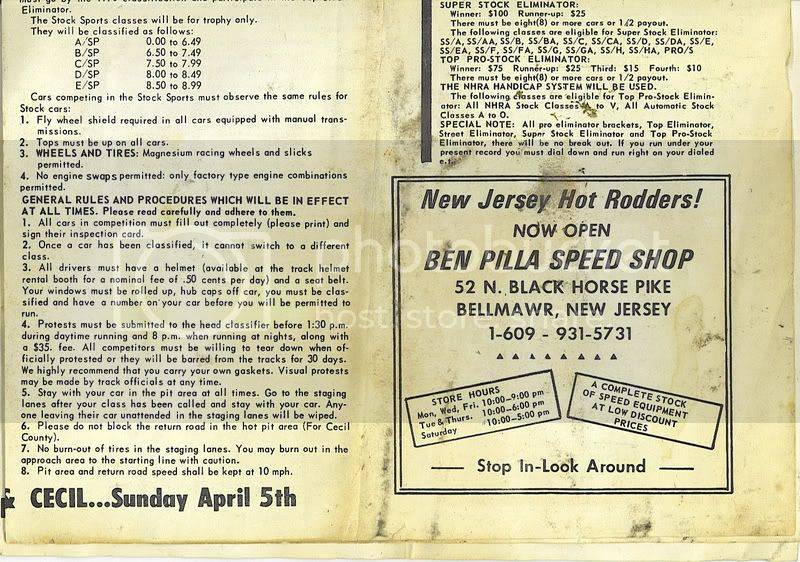 must go by the
participate in
Eliminator.
The Stock Sports classes will be for trophy only.
They will be classified as follows:
A/SP 0.00 to 6.49
B/SP 6.50 to 7.49
C/SP 7.50 to 7.99
D/SP 8.00 to 8.49
E/SP 8.50 to 8.99
Cars competing in the Stock Sports must observe the same rules for
Stock cars:
1. Fly wheel shield required in all cars equipped with manual trans-
missions.
2. Tops must be up on all cars.
3. WHEELS AND TIRES: Magnesium racing wheels and slicks
permitted.
4. No engine swaps permitted: only factory type engine combinations
permitted.
GENERAL RULES AND PROCEDURES WHICH WILL BE IN EFFECT
AT ALL TIMES. Please read carefully and adhere to them.
1. All cars in competition must fill out completely (please print) and
sign their inspection card.
2. Once a car has been classified, it cannot switch to a different
class.
3. All drivers must have a helmet (available at the track helmet
rental booth for a nominal fee of .50 cents per day) and a seat belt.
Your windows must be rolled up, hub caps off car, you must be clas-
sified and have a number on your car before you will be permitted to
run.
4. Protests must be submitted to the head classifier before 1:30 p.m.
during daytime running and 8 p.m. when running at nights, along with
a $35. fee. All competitors must be willing to tear down when of-
ficially protested or they will be barred from the tracks for 30 days.
We highly recommend that you carry your own gaskets. Visual protests
may be made by track officials at any time.
5. Stay with your car in the pit area at all times. Go to the staging
lanes after your class has been called and stay with your car. Any-
one leaving their car unattended in the staging lanes will be wiped.
6. Please do not block the return road in the hot pit area (For Cecil
County).
7. No burn-out of tires in the staging lanes. You may burn out in the
approach area to the starting line with caution.
8. Pit area and return road speed shall be kept at 10 mph.
CECIL...Sunday April 5th
SUPER STOCK ELIMINATOR:
Winner: $100 Runner-up: $25
There must be eight(8) or more cars or 1/2 payout.
The following classes are eligible for Super Stock Eliminator:
SS/A, SS/AA, SS/B, SS/BA, SS/C, SS/CA, SS/D, SS/DA, SS/E,
SS/EA, SS/F, SS/FA, SS/G, SS/GA, SS/H, SS/HA, PRO/S
TOP PRO-STOCK ELIMINATOR:
Winner: $75 Runner-up: $25 Third: $15 Fourth: $10
There must be eight(8) or more cars or 1/2 payout.
THE NHRA HANDICAP SYSTEM WILL BE USED.
The following classes are eligible for Top Pro-Stock Elimin-
ator: All NHRA Stock Classes to V, All Automatic Stock
Classes A to O.
SPECIAL NOTE: All pro eliminator brackets, Top Eliminator,
Street Eliminator, Super Stock Eliminator and Top Pro-Stock
Eliminator, there will be no break out. If you run under your
present record you must dial down and run right on your dialed
e.t.
New Jersey Hot Rodders!
NOW OPEN
BEN PILLA SPEED SHOP
52 N. BLACK HORSE PIKE
BELLMAWR, NEW JERSEY
1-609 - 931-5731
STORE HOURS
Mon, Wed, Fri. 10:00-9:00 pm
Tue & Thurs. 10:00-6:00 pm
Saturday 10:00-5:00 pm
A COMPLETE STOCK
OF SPEED EQUIPMENT
AT LOW DISCOUNT
PRICES
Stop In-Look Around
photobucket